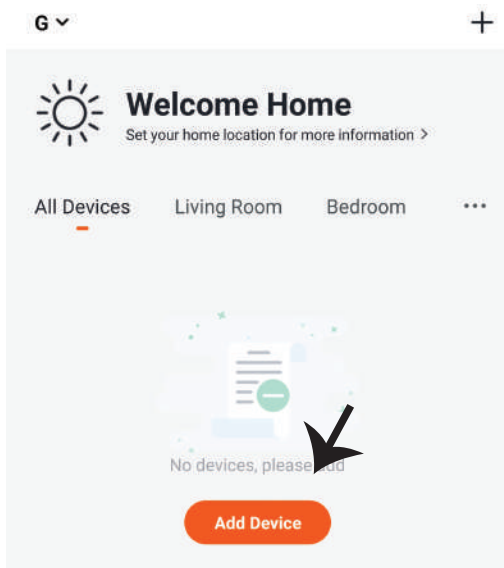 G
Welcome Home
Set your home location for more information >
All Devices Living Room Bedroom ...
No devices, please
Add Device